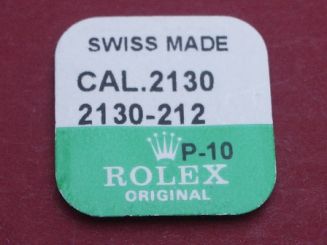 SWISS MADE
CAL.2130
2130-212
P-10
ROLEX
ORIGINAL